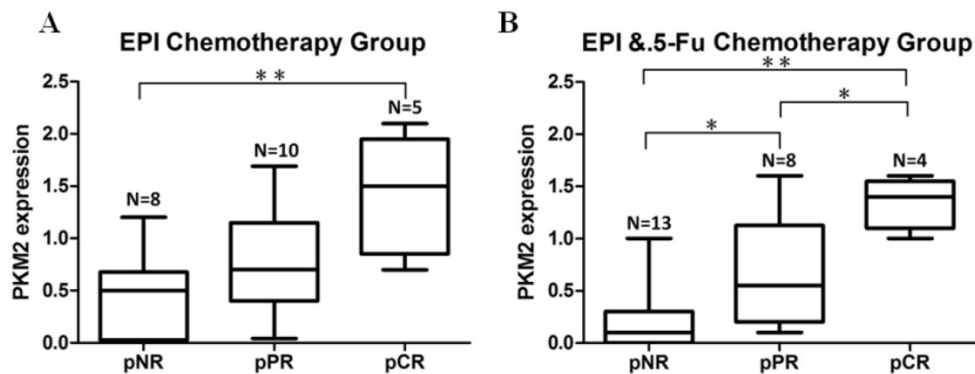 A
EPI Chemotherapy Group
PKM2 expression
2.5
2.0
1.5
1.0
0.5
0.0
**
N=8
N=10
N=5
pNR
pPR
pCR
B
EPI &.5-Fu Chemotherapy Group
PKM2 expression
2.5
2.0
1.5
1.0
0.5
0.0
**
*
*
N=13
N=8
N=4
pNR
pPR
pCR